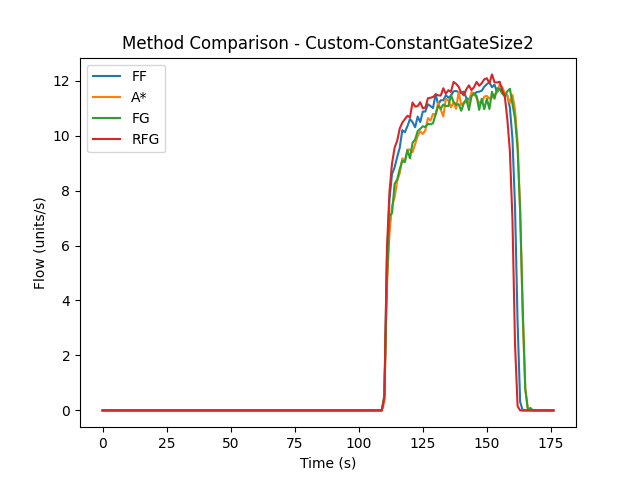 Method Comparison - Custom-ConstantGateSize2
FF
A*
FG
RFG
Flow (units/s)
12
10
8
6
4
2
0
0 25 50 75 100 125 150 175
Time (s)